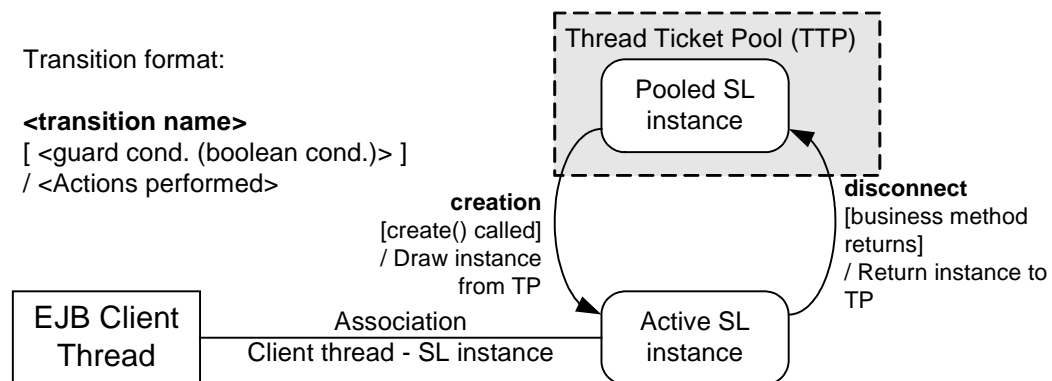 Transition format:
<transition name>
[ <guard cond. (boolean cond.)> ]
/ <Actions performed>
Thread Ticket Pool (TTP)
Pooled SL
instance
creation
[create() called]
/ Draw instance
from TP
disconnect
[business method
returns]
/ Return instance to
TP
EJB Client
Thread
Association
Client thread - SL instance
Active SL
instance